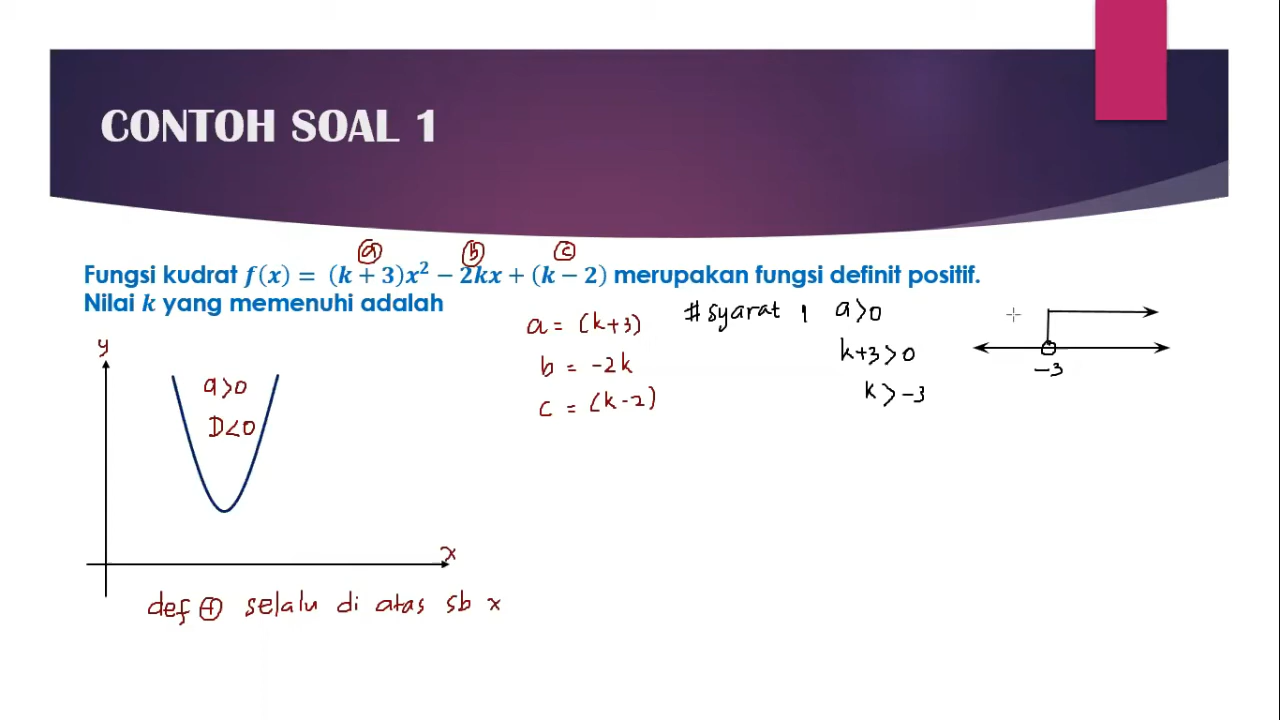 CONTOH SOAL 1
a b c
Fungsi kudrat f(x) = (k + 3)x² − 2kx + (k − 2) merupakan fungsi definit positif.
Nilai k yang memenuhi adalah
a = (k+3)
b = -2k
c = (k-2)
# syarat 1 a>0
k+3>0
k>-3
-3
y
a>0
D<0
x
def ⊕ selalu di atas sb x